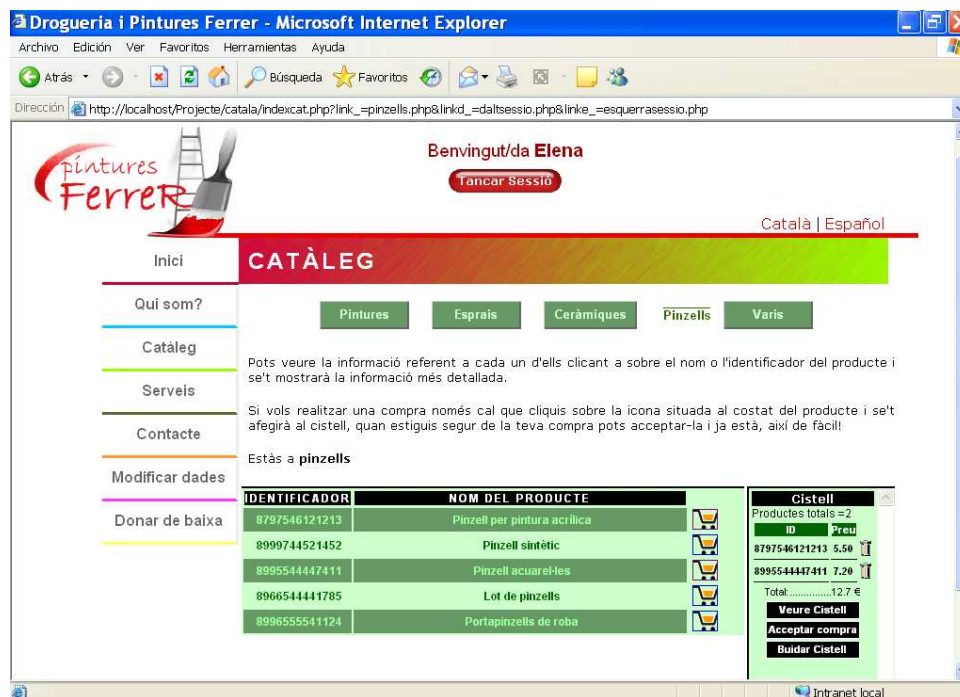 Drogueria i Pintures Ferrer - Microsoft Internet Explorer
Archivo Edición Ver Favoritos Herramientas Ayuda
Atrás Búsqueda Favoritos
Dirección http://localhost/Projecte/catala/indexcat.php?link_=pinzells.php&linkd_=daltsessio.php&linke_=esquerrasessio.php
pintures
FerreR
Benvingut/da Elena
Tancar Sessió
Català | Español
Inici
Qui som?
Catàleg
Serveis
Contacte
Modificar dades
Donar de baixa
CATÀLEG
Pintures Esprais Ceràmiques Pinzells Varis
Pots veure la informació referent a cada un d'ells clicant a sobre el nom o l'identificador del producte i
se't mostrarà la informació més detallada.
Si vols realitzar una compra només cal que cliquis sobre la icona situada al costat del producte i se't
afegirà al cistell, quan estiguis segur de la teva compra pots acceptar-la i ja està, així de fàcil!
Estàs a pinzells
IDENTIFICADOR NOM DEL PRODUCTE
8797546121213 Pinzell per pintura acrílica
8999744521452 Pinzell sintètic
8995544447411 Pinzell acuarel·les
8966544441785 Lot de pinzells
8996555541124 Portapinzells de roba
Cistell
Productes totals =2
ID Preu
8797546121213 5.50
8995544447411 7.20
Total:...............12.7 €
Veure Cistell
Acceptar compra
Buidar Cistell
Intranet local